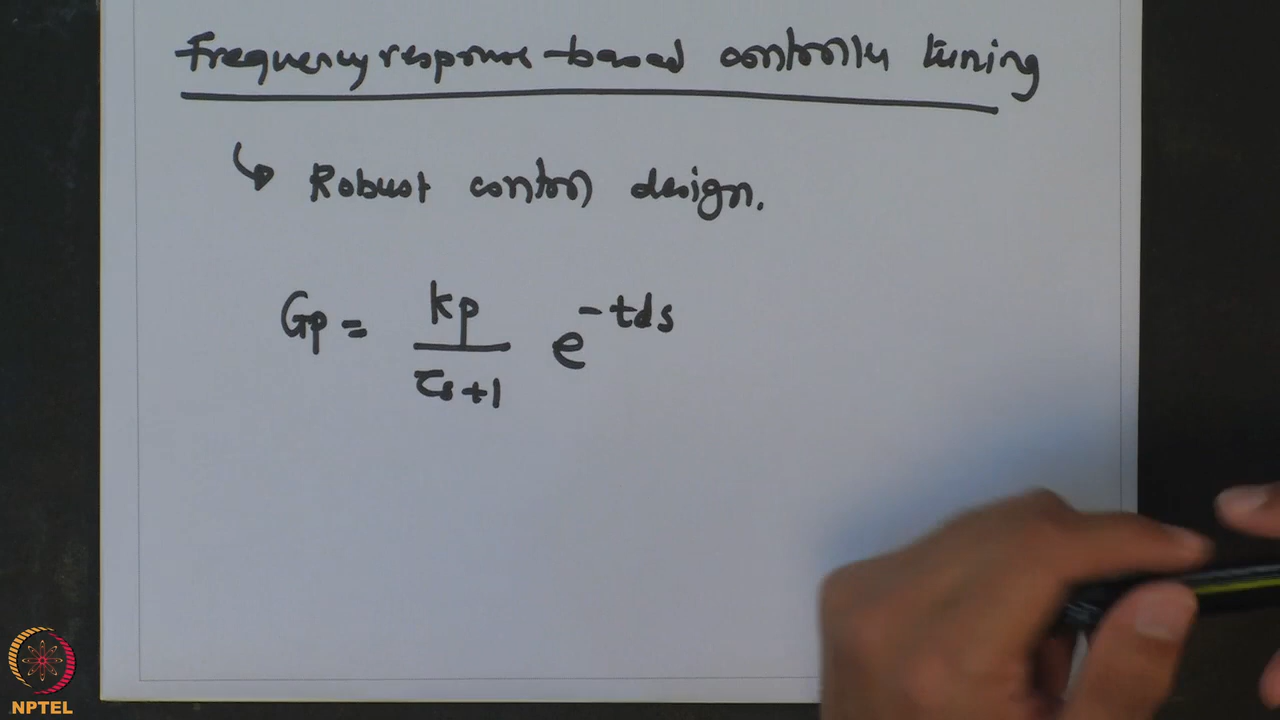 Frequency response-based controller tuning
↳ Robust control design.
Gp = kp / τs+1 e^-tds
NPTEL